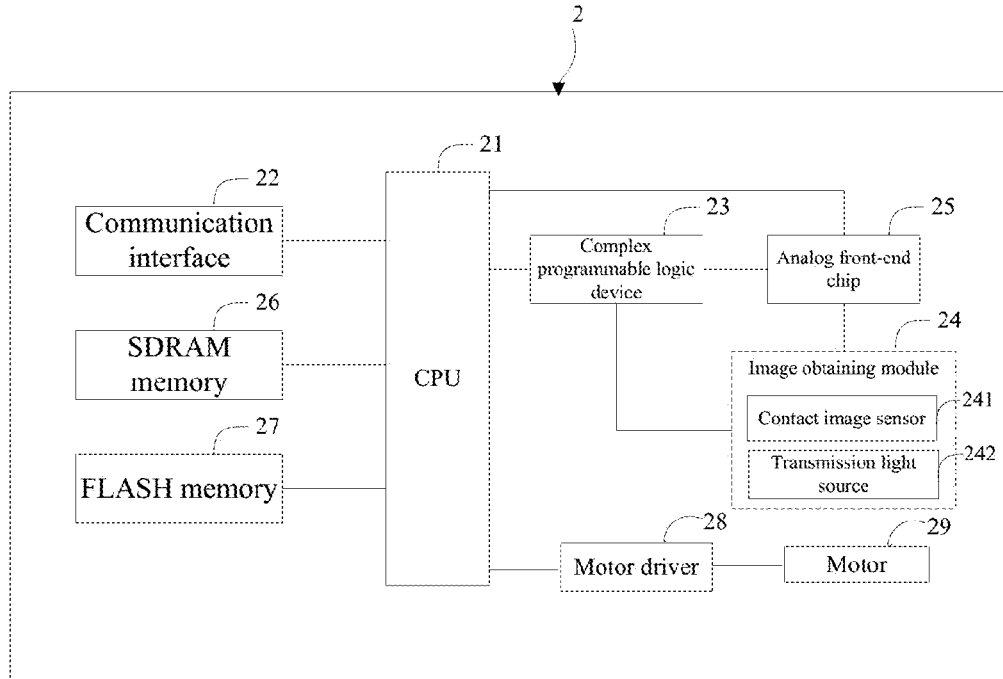 2
21
22
Communication
interface
23
Complex
programmable logic
device
25
Analog front-end
chip
26
SDRAM
memory
CPU
24
Image obtaining module
241
Contact image sensor
242
Transmission light
source
27
FLASH memory
28
Motor driver
29
Motor